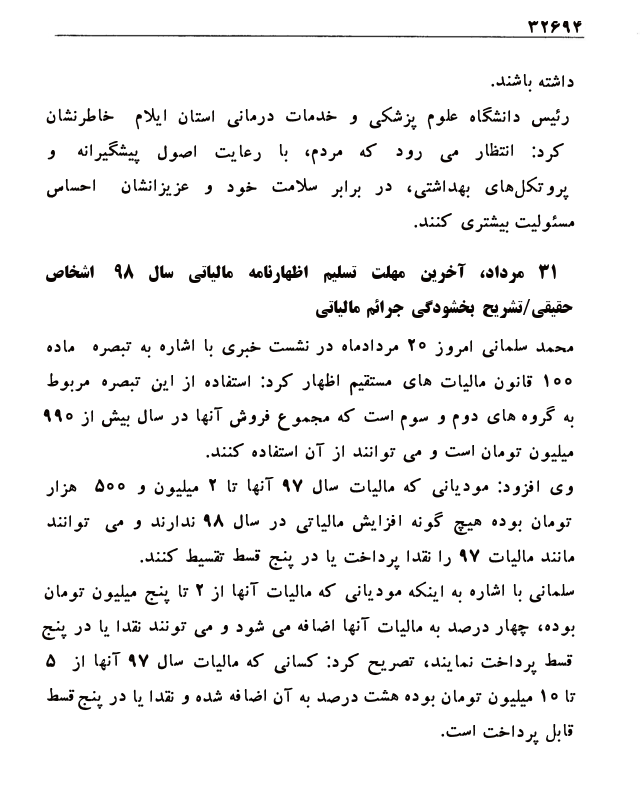 ۳۲۶۹۴
داشته باشند.
رئیس دانشگاه علوم پزشکی و خدمات درمانی استان ایلام خاطرنشان
کرد: انتظار می رود که مردم، با رعایت اصول پیشگیرانه و
پروتکل‌های بهداشتی، در برابر سلامت خود و عزیزانشان احساس
مسئولیت بیشتری کنند.
۳۱ مرداد، آخرین مهلت تسلیم اظهارنامه مالیاتی سال ۹۸ اشخاص
حقیقی/تشریح بخشودگی جرائم مالیاتی
محمد سلمانی امروز ۲۰ مردادماه در نشست خبری با اشاره به تبصره ماده
۱۰۰ قانون مالیات های مستقیم اظهار کرد: استفاده از این تبصره مربوط
به گروه های دوم و سوم است که مجموع فروش آنها در سال بیش از ۹۹۰
میلیون تومان است و می توانند از آن استفاده کنند.
وی افزود: مودیانی که مالیات سال ۹۷ آنها تا ۲ میلیون و ۵۰۰ هزار
تومان بوده هیچ گونه افزایش مالیاتی در سال ۹۸ ندارند و می توانند
مانند مالیات ۹۷ را نقدا پرداخت یا در پنج قسط تقسیط کنند.
سلمانی با اشاره به اینکه مودیانی که مالیات آنها از ۲ تا پنج میلیون تومان
بوده، چهار درصد به مالیات آنها اضافه می شود و می تونند نقدا یا در پنج
قسط پرداخت نمایند، تصریح کرد: کسانی که مالیات سال ۹۷ آنها از ۵
تا ۱۰ میلیون تومان بوده هشت درصد به آن اضافه شده و نقدا یا در پنج قسط
قابل پرداخت است.